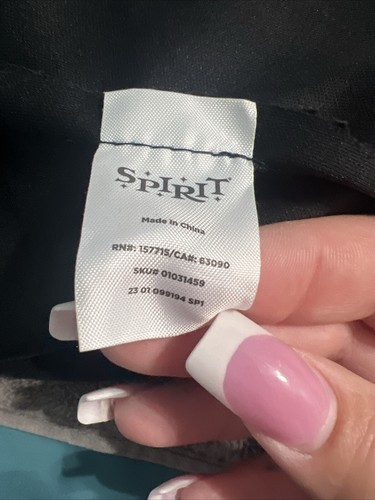 SPIRIT
Made in China
RN#: 157715/CA#: 63090
SKU# 01031459
23 01 099194 SP1